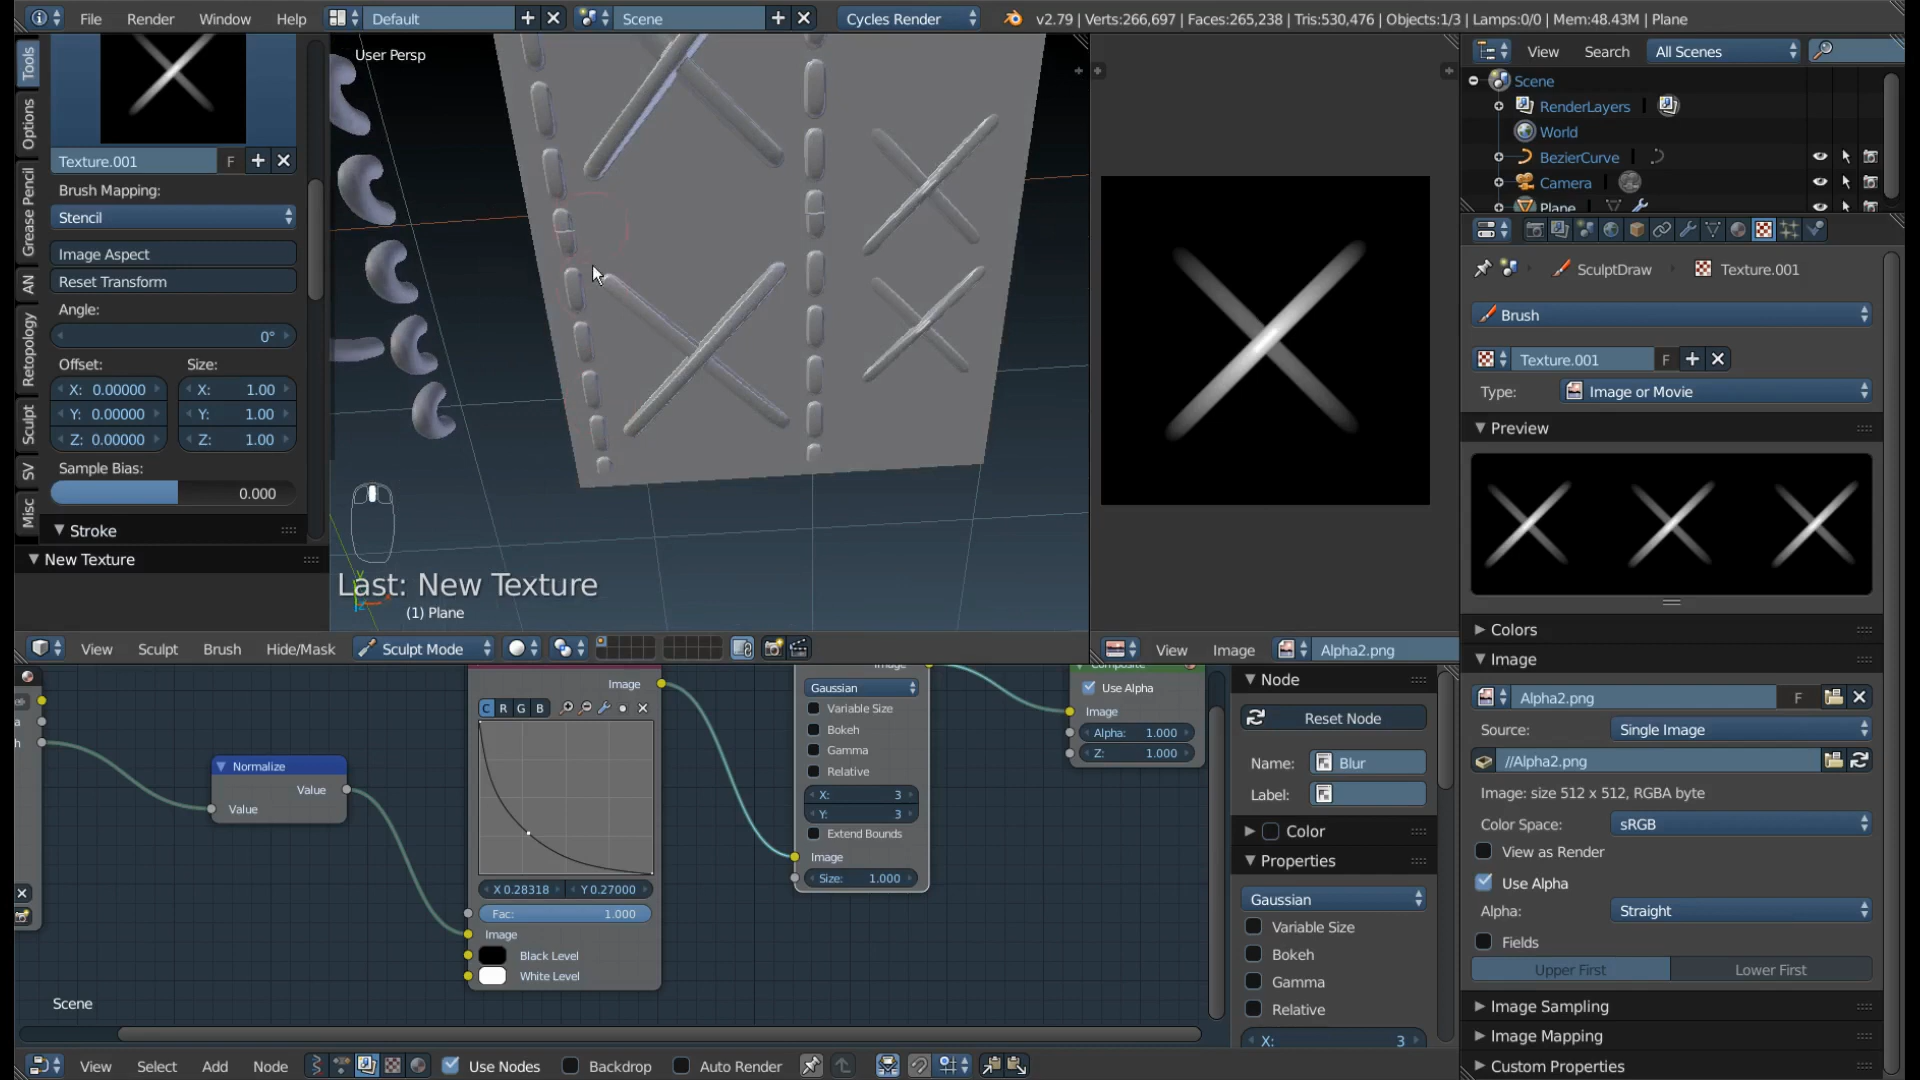 File Render Window Help Default Scene Cycles Render v2.79 | Verts:266,697 | Faces:265,238 | Tris:530,476 | Objects:1/3 | Lamps:0/0 | Mem:48.43M | Plane
Tools
Options
Grease Pencil
AN
Retopology
Sculpt
SV
Misc
Texture.001 F
Brush Mapping:
Stencil
Image Aspect
Reset Transform
Angle:
0°
Offset: Size:
X: 0.00000 X: 1.00
Y: 0.00000 Y: 1.00
Z: 0.00000 Z: 1.00
Sample Bias:
0.000
Stroke
New Texture
User Persp
Last: New Texture
(1) Plane
View Sculpt Brush Hide/Mask Sculpt Mode
View Image Alpha2.png
View Search All Scenes
Scene
RenderLayers
World
BezierCurve
Camera
Plane
SculptDraw Texture.001
Brush
Texture.001 F
Type: Image or Movie
Preview
Colors
Image
Alpha2.png F
Source: Single Image
//Alpha2.png
Image: size 512 x 512, RGBA byte
Color Space: sRGB
View as Render
Use Alpha
Alpha: Straight
Fields
Upper First Lower First
Image Sampling
Image Mapping
Custom Properties
Normalize
Value
Value
Image
C R G B
X 0.28318 Y 0.27000
Fac: 1.000
Image
Black Level
White Level
Image
Gaussian
Variable Size
Bokeh
Gamma
Relative
X: 3
Y: 3
Extend Bounds
Image
Size: 1.000
Composite
Use Alpha
Image
Alpha: 1.000
Z: 1.000
Node
Reset Node
Name: Blur
Label:
Color
Properties
Gaussian
Variable Size
Bokeh
Gamma
Relative
X: 3
Scene
View Select Add Node Use Nodes Backdrop Auto Render